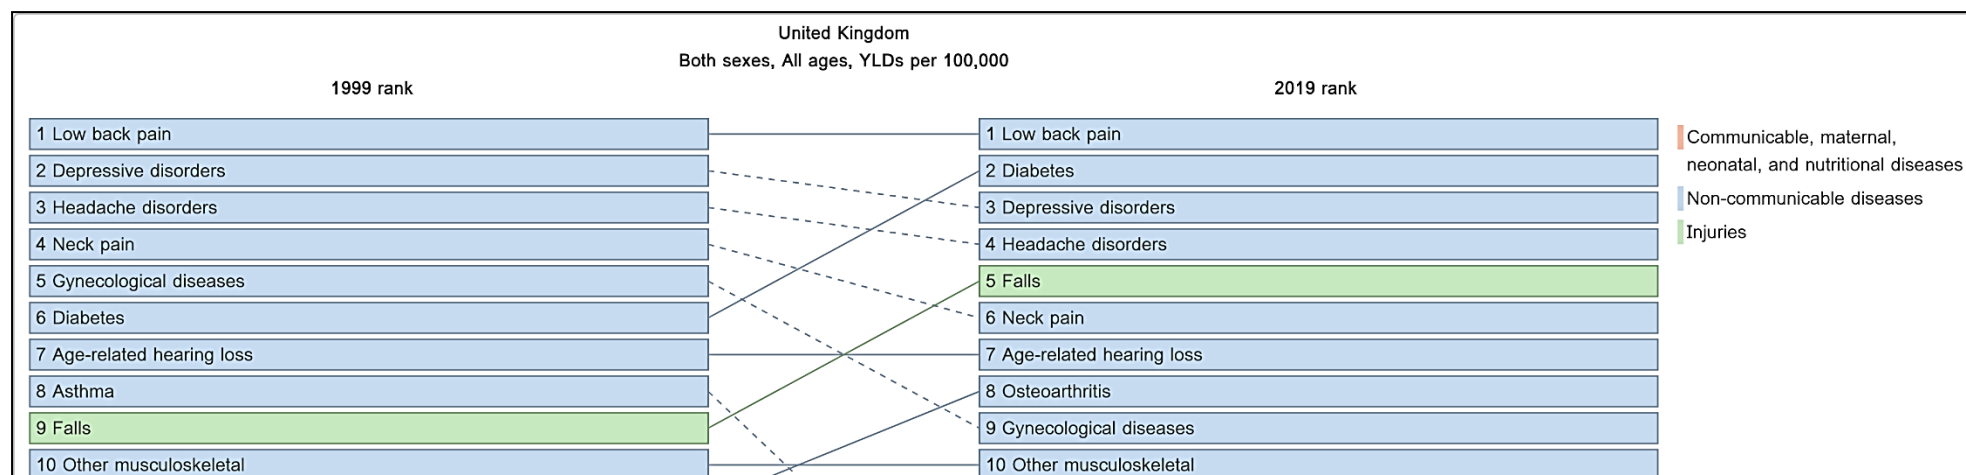 United Kingdom
Both sexes, All ages, YLDs per 100,000
1999 rank
2019 rank
1 Low back pain
2 Depressive disorders
3 Headache disorders
4 Neck pain
5 Gynecological diseases
6 Diabetes
7 Age-related hearing loss
8 Asthma
9 Falls
10 Other musculoskeletal
1 Low back pain
2 Diabetes
3 Depressive disorders
4 Headache disorders
5 Falls
6 Neck pain
7 Age-related hearing loss
8 Osteoarthritis
9 Gynecological diseases
10 Other musculoskeletal
Communicable, maternal,
neonatal, and nutritional diseases
Non-communicable diseases
Injuries